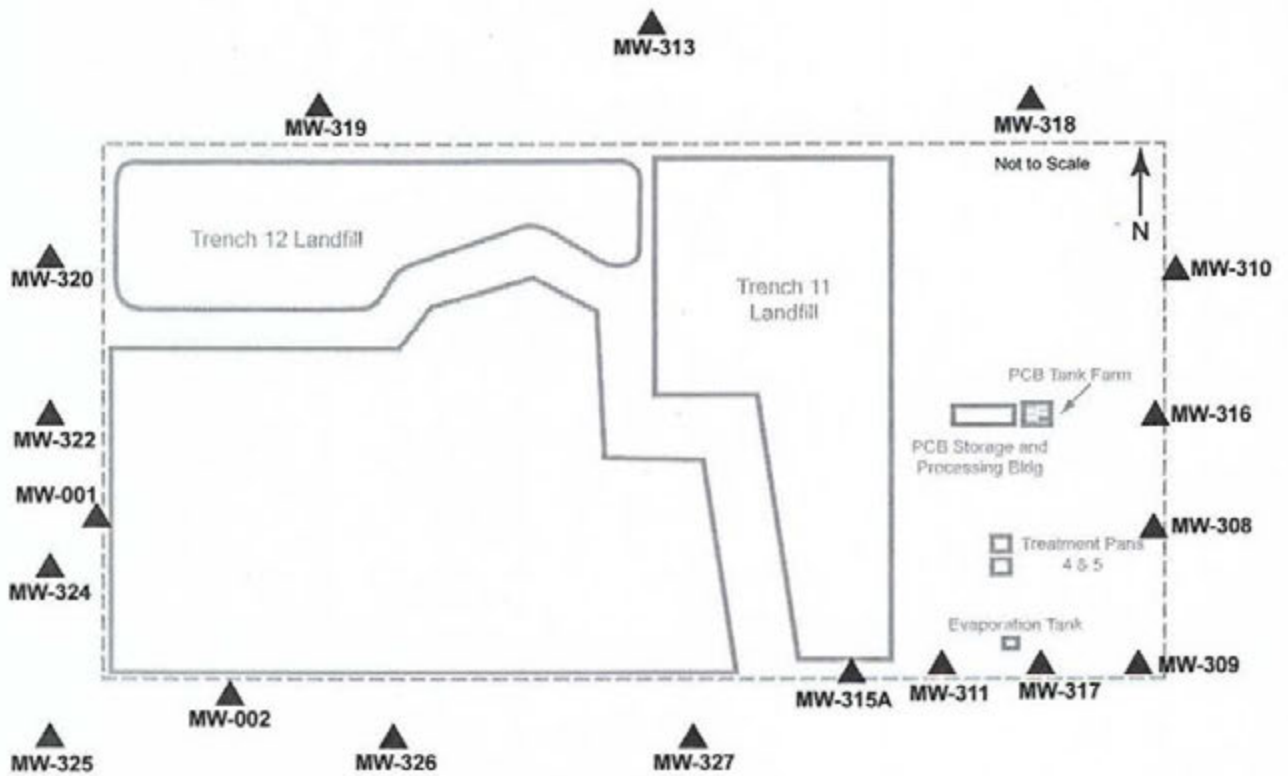 MW-313
MW-319
MW-318
Not to Scale
N
Trench 12 Landfill
MW-320
MW-310
Trench 11
Landfill
PCB Tank Farm
MW-322
MW-316
PCB Storage and
Processing Bldg
MW-001
MW-308
Treatment Pans
4 & 5
MW-324
Evaporation Tank
MW-309
MW-315A
MW-311
MW-317
MW-002
MW-325
MW-326
MW-327